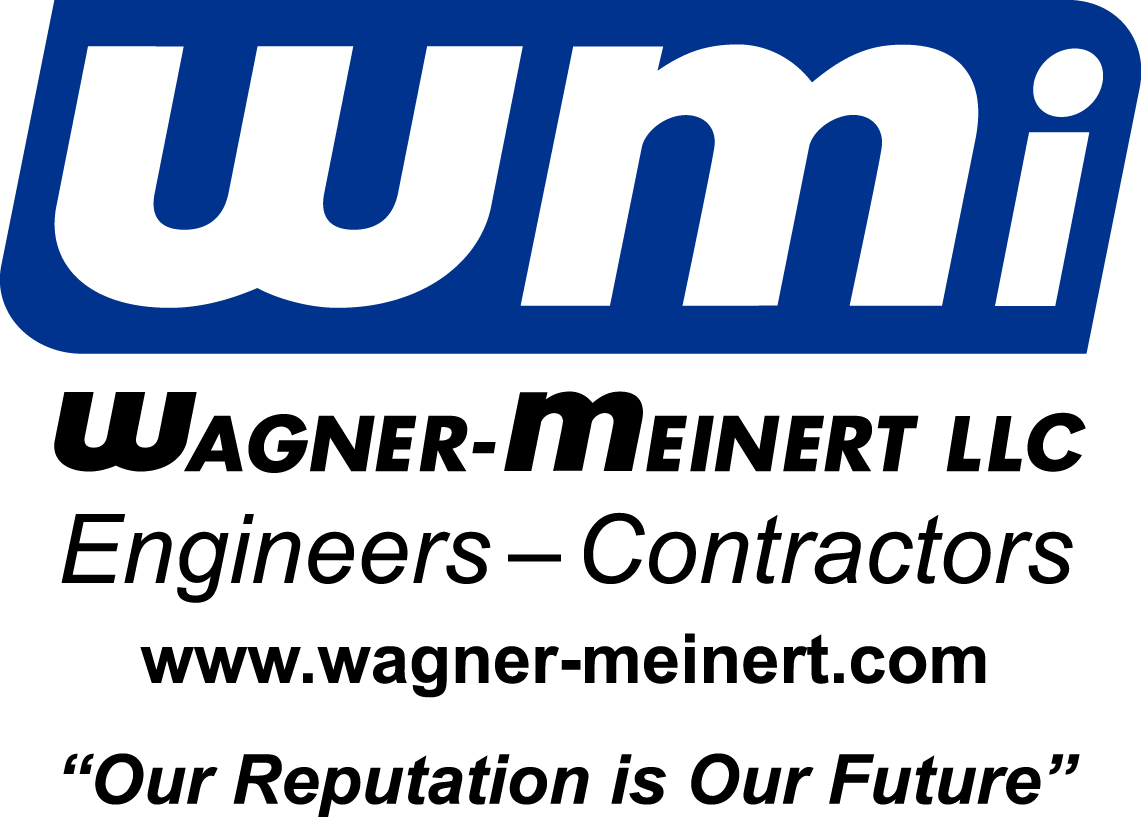 wmi
WAGNER-MEINERT LLC
Engineers – Contractors
www.wagner-meinert.com
“Our Reputation is Our Future”